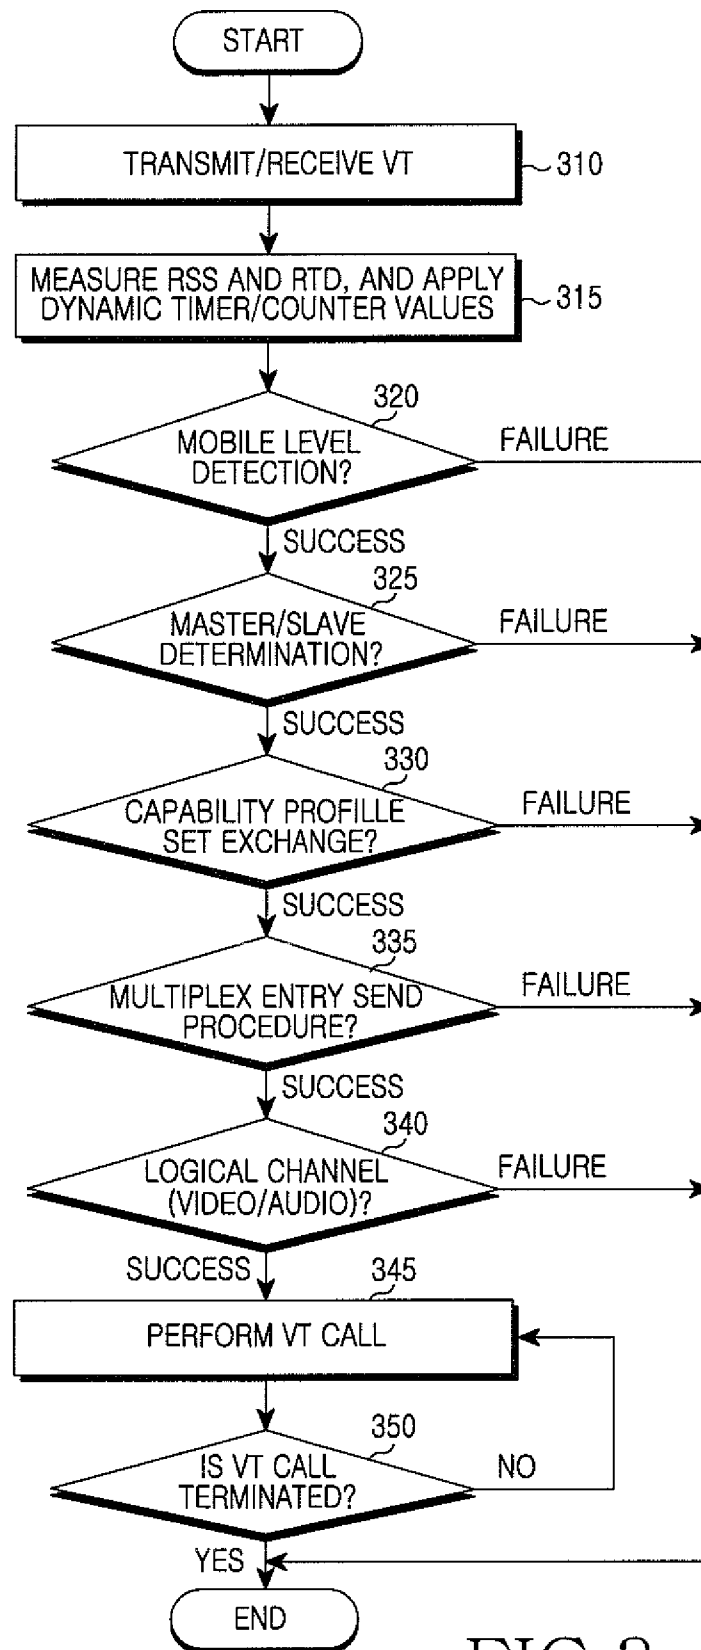 START
TRANSMIT/RECEIVE VT
310
MEASURE RSS AND RTD, AND APPLY
DYNAMIC TIMER/COUNTER VALUES
315
320
MOBILE LEVEL
DETECTION?
FAILURE
SUCCESS
325
MASTER/SLAVE
DETERMINATION?
FAILURE
SUCCESS
330
CAPABILITY PROFILLE
SET EXCHANGE?
FAILURE
SUCCESS
335
MULTIPLEX ENTRY SEND
PROCEDURE?
FAILURE
SUCCESS
340
LOGICAL CHANNEL
(VIDEO/AUDIO)?
FAILURE
SUCCESS
345
PERFORM VT CALL
350
IS VT CALL
TERMINATED?
NO
YES
END